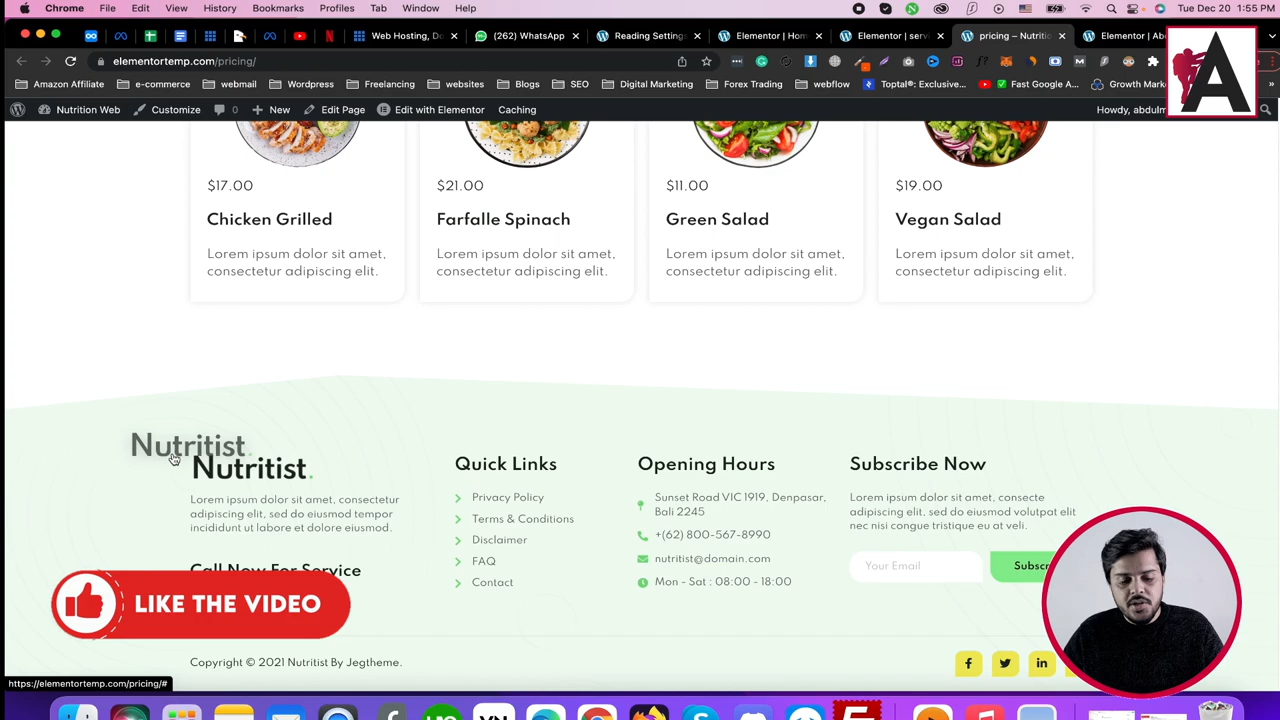 Chrome File Edit View History Bookmarks Profiles Tab Window Help Tue Dec 20 1:55 PM
Web Hosting, Do (262) WhatsApp Reading Settings Elementor | Hom Elementor | serv pricing – Nutritio Elementor | Abo
elementortemp.com/pricing/
Amazon Affiliate e-commerce webmail Wordpress Freelancing websites Blogs SEO Digital Marketing Forex Trading webflow Toptal®: Exclusive... Fast Google A... Growth Mark
Nutrition Web Customize 0 New Edit Page Edit with Elementor Caching Howdy, abdulm
A
$17.00 $21.00 $11.00 $19.00
Chicken Grilled Farfalle Spinach Green Salad Vegan Salad
Lorem ipsum dolor sit amet, Lorem ipsum dolor sit amet, Lorem ipsum dolor sit amet, Lorem ipsum dolor sit amet,
consectetur adipiscing elit. consectetur adipiscing elit. consectetur adipiscing elit. consectetur adipiscing elit.
Nutritist.
Nutritist.
Lorem ipsum dolor sit amet, consectetur
adipiscing elit, sed do eiusmod tempor
incididunt ut labore et dolore eiusmod.
Call Now For Service
LIKE THE VIDEO
Quick Links
Privacy Policy
Terms & Conditions
Disclaimer
FAQ
Contact
Opening Hours
Sunset Road VIC 1919, Denpasar,
Bali 2245
+(62) 800-567-8990
nutritist@domain.com
Mon - Sat : 08:00 - 18:00
Subscribe Now
Lorem ipsum dolor sit amet, consecte
adipiscing elit, sed do eiusmod volutpat elit
nec nisi congue tristique eu at veli.
Your Email Subscr
Copyright © 2021 Nutritist By Jegtheme.
https://elementortemp.com/pricing/#